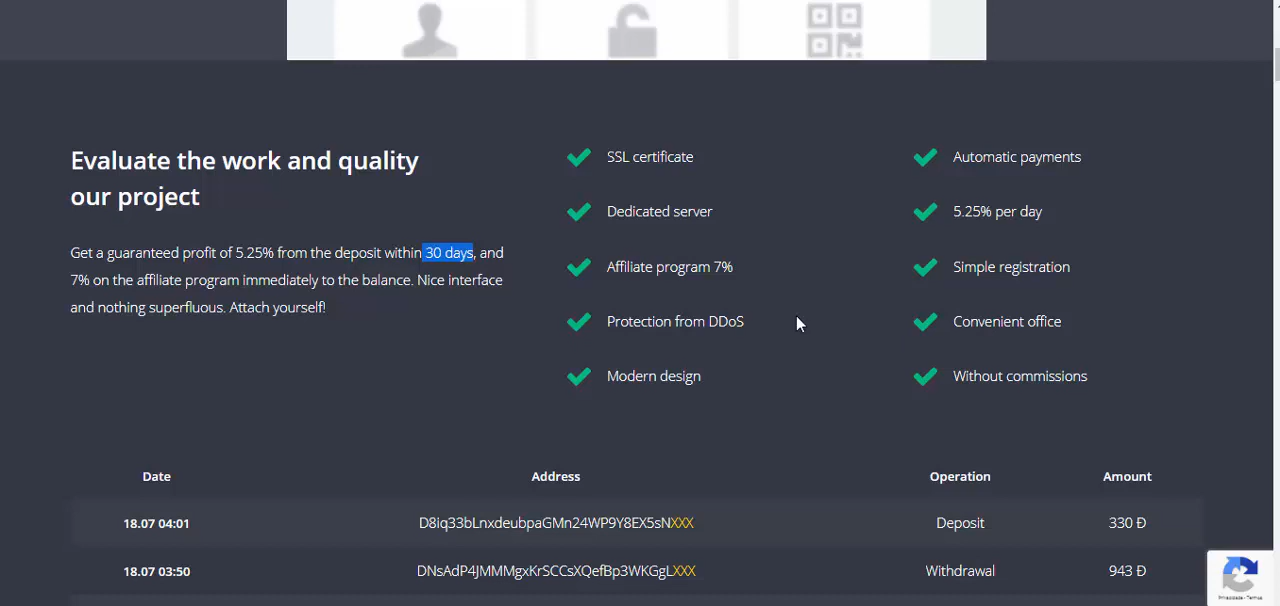 Evaluate the work and quality
our project
Get a guaranteed profit of 5.25% from the deposit within 30 days, and
7% on the affiliate program immediately to the balance. Nice interface
and nothing superfluous. Attach yourself!
SSL certificate
Dedicated server
Affiliate program 7%
Protection from DDoS
Modern design
Automatic payments
5.25% per day
Simple registration
Convenient office
Without commissions
Date Address Operation Amount
18.07 04:01 D8Iq33bLnxdeubpaGMn24WP9Y8EX5sNXXX Deposit 330 Ð
18.07 03:50 DNsAdP4JMMMgxKrSCCsXQefBp3WKGgLXXX Withdrawal 943 Ð
Privacidade - Termos